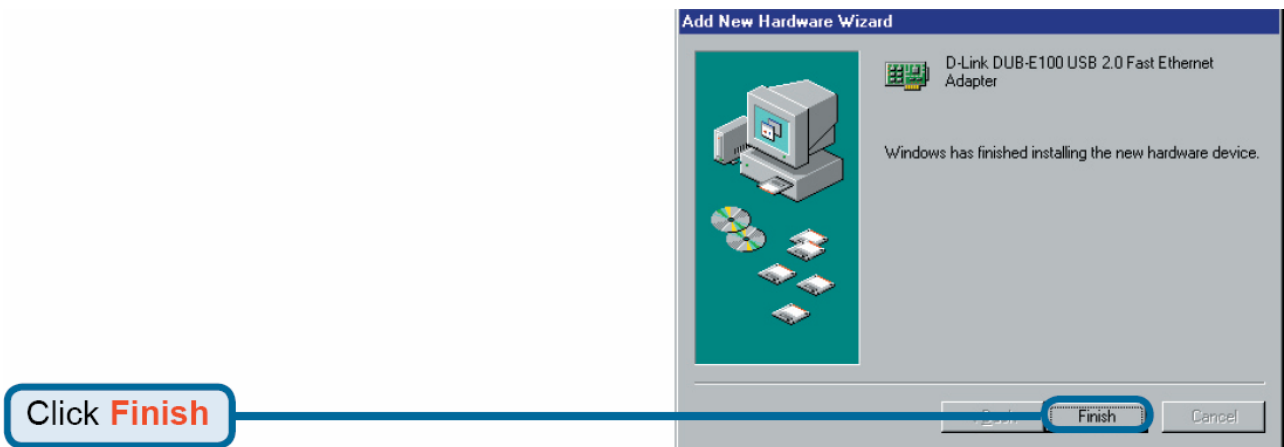 Add New Hardware Wizard
D-Link DUB-E100 USB 2.0 Fast Ethernet
Adapter
Windows has finished installing the new hardware device.
Click Finish
Finish
Cancel